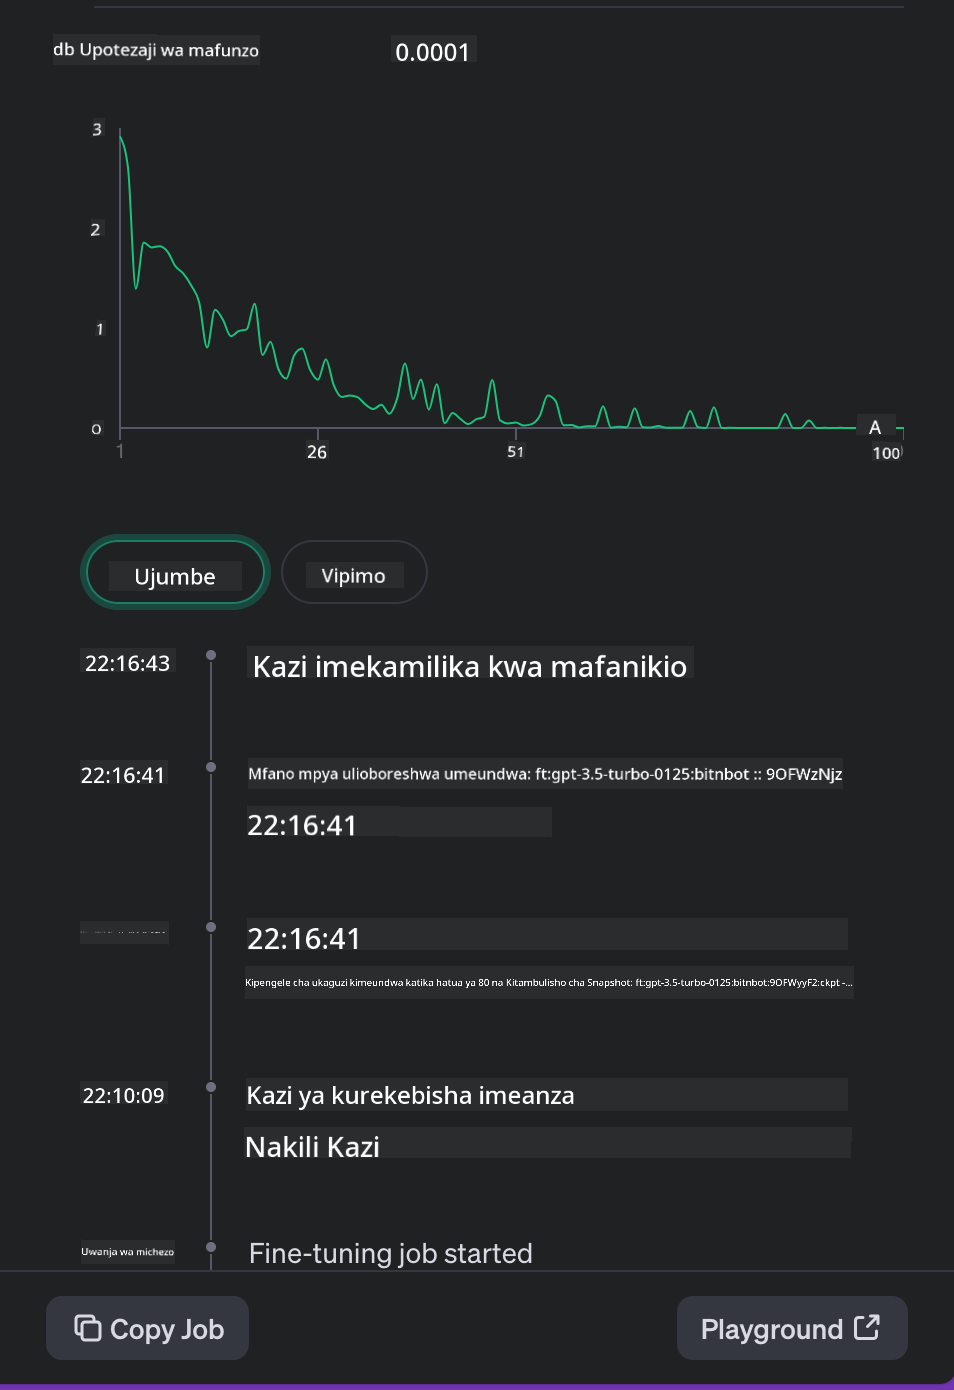 db Upotezaji wa mafunzo
0.0001
3
2
1
0
1
26
51
A
100
Ujumbe
Vipimo
22:16:43
Kazi imekamilika kwa mafanikio
22:16:41
Mfano mpya ulioboreshwa umeundwa: ft:gpt-3.5-turbo-0125:bitnbot :: 9OFWzNjz
22:16:41
22:16:41
Kipengele cha ukaguzi kimeundwa katika hatua ya 80 na Kitambulisho cha Snapshot: ft:gpt-3.5-turbo-0125:bitnbot:9OFWyyF2:ckpt -...
22:10:09
Kazi ya kurekebisha imeanza
Nakili Kazi
Uwanja wa michezo
Fine-tuning job started
Copy Job
Playground